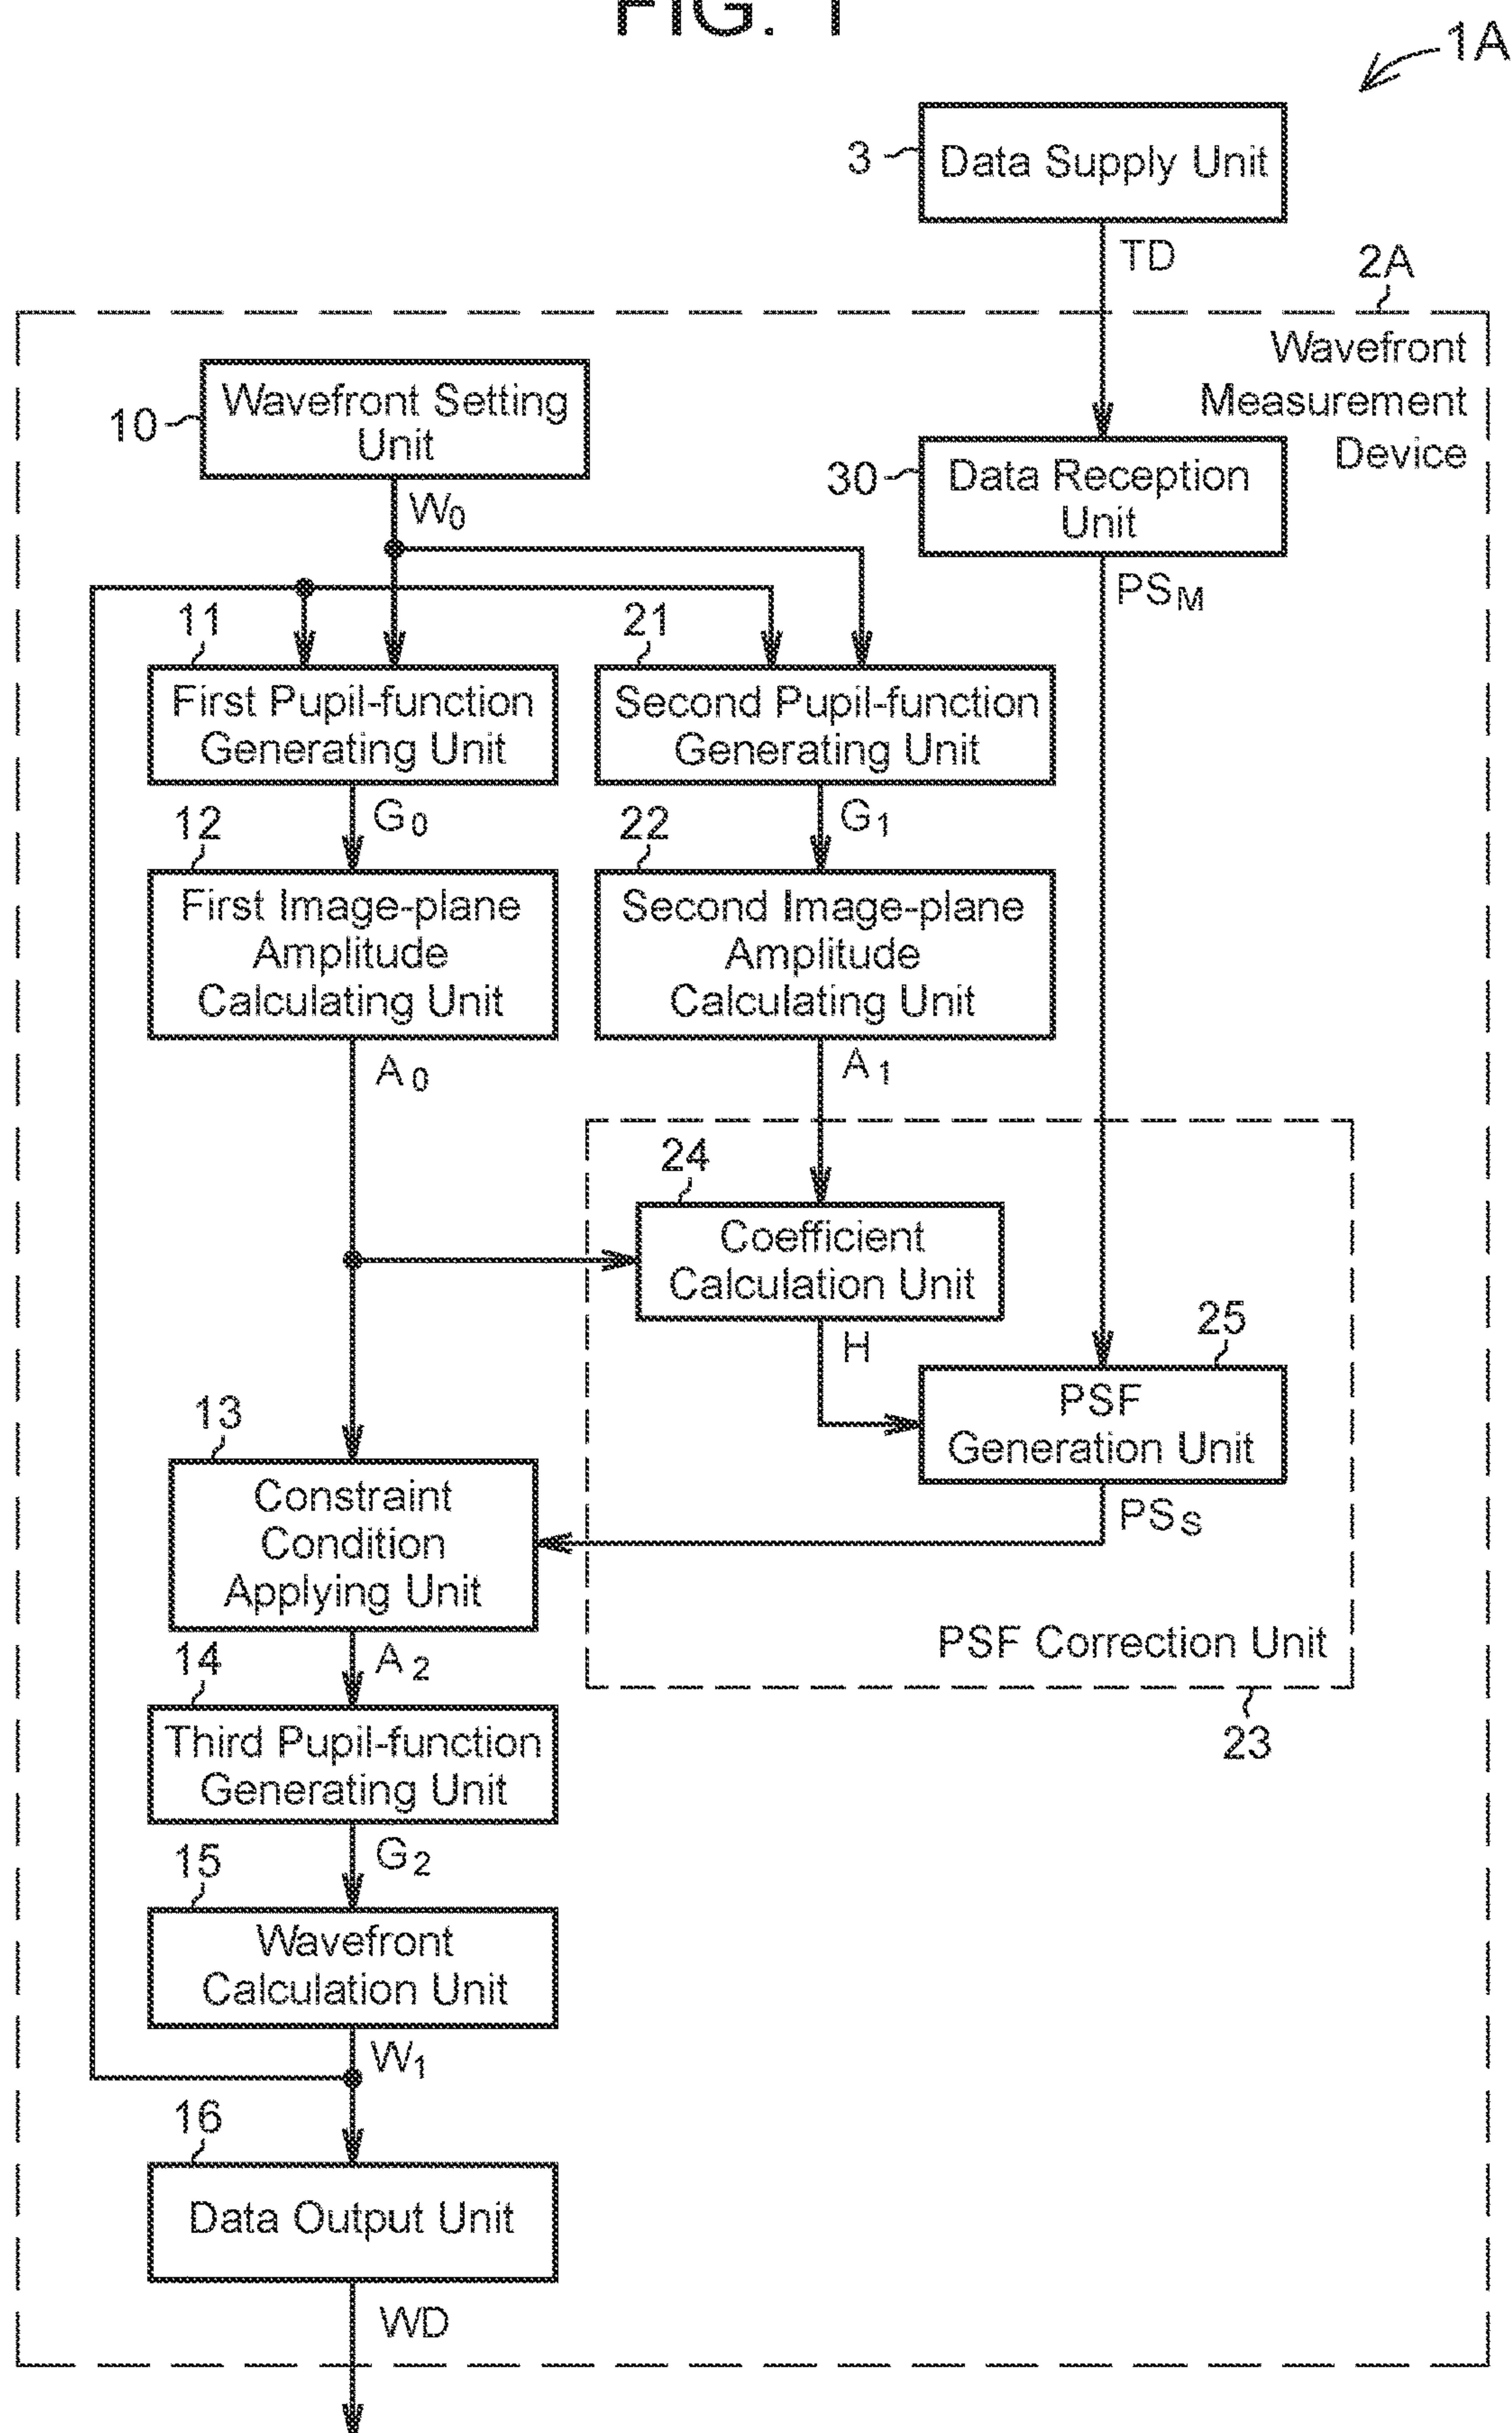 FIG. 1
1A
3
Data Supply Unit
TD
2A
Wavefront
Measurement
Device
10
Wavefront Setting
Unit
W0
30
Data Reception
Unit
PSM
11
First Pupil-function
Generating Unit
21
Second Pupil-function
Generating Unit
G0
G1
12
First Image-plane
Amplitude
Calculating Unit
22
Second Image-plane
Amplitude
Calculating Unit
A0
A1
24
Coefficient
Calculation Unit
H
25
PSF
Generation Unit
PSS
13
Constraint
Condition
Applying Unit
PSF Correction Unit
23
A2
14
Third Pupil-function
Generating Unit
G2
15
Wavefront
Calculation Unit
W1
16
Data Output Unit
WD